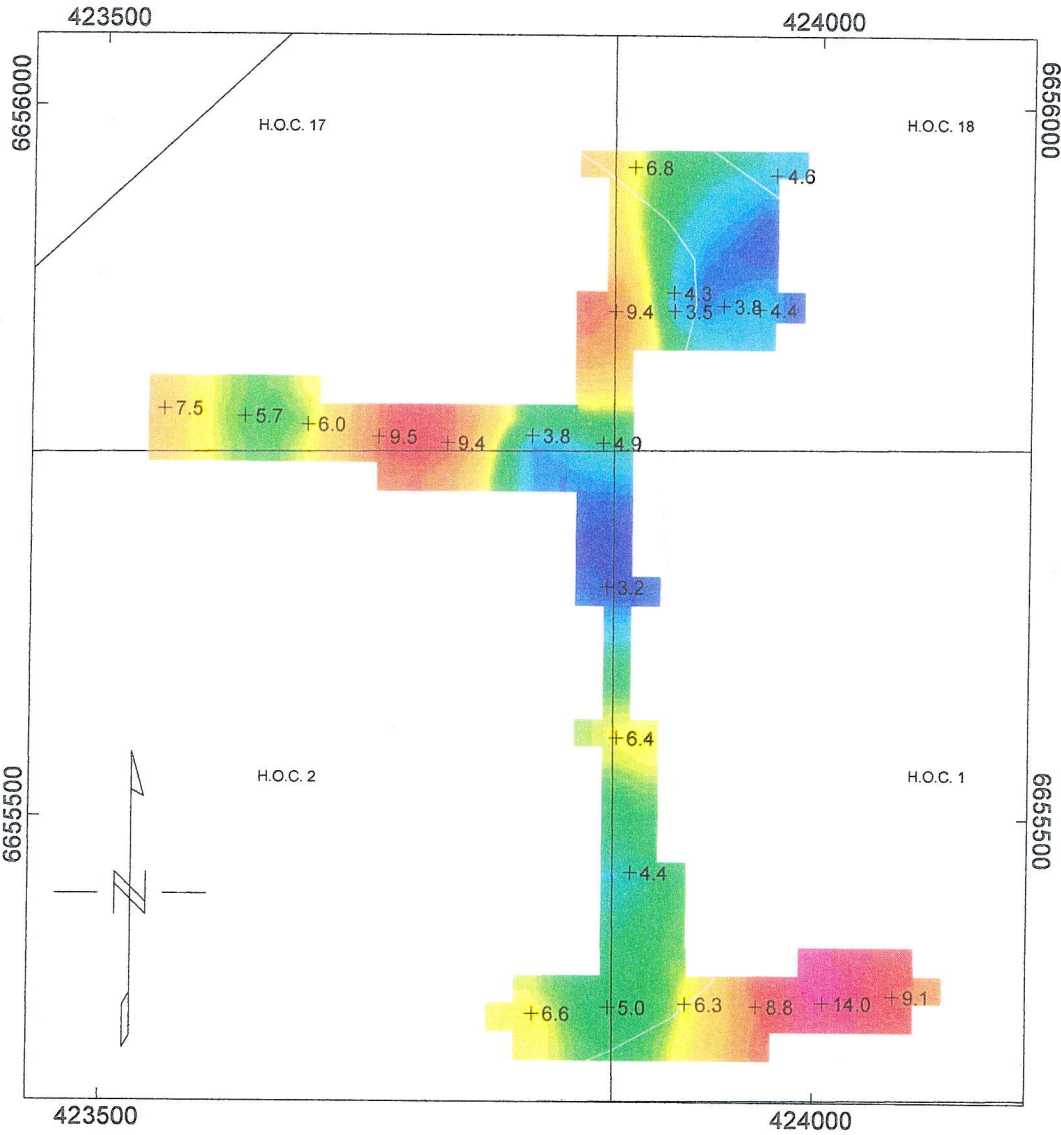 423500 424000
6656000 6656000
H.O.C. 17 H.O.C. 18
+6.8
+4.6
+4.3
+9.4 +3.5 +3.8 +4.4
+7.5 +5.7 +6.0 +9.5 +9.4 +3.8 +4.9
+3.2
+6.4
H.O.C. 2 H.O.C. 1
6655500 6655500
+4.4
N
+6.6 +5.0 +6.3 +8.8 +14.0 +9.1
423500 424000